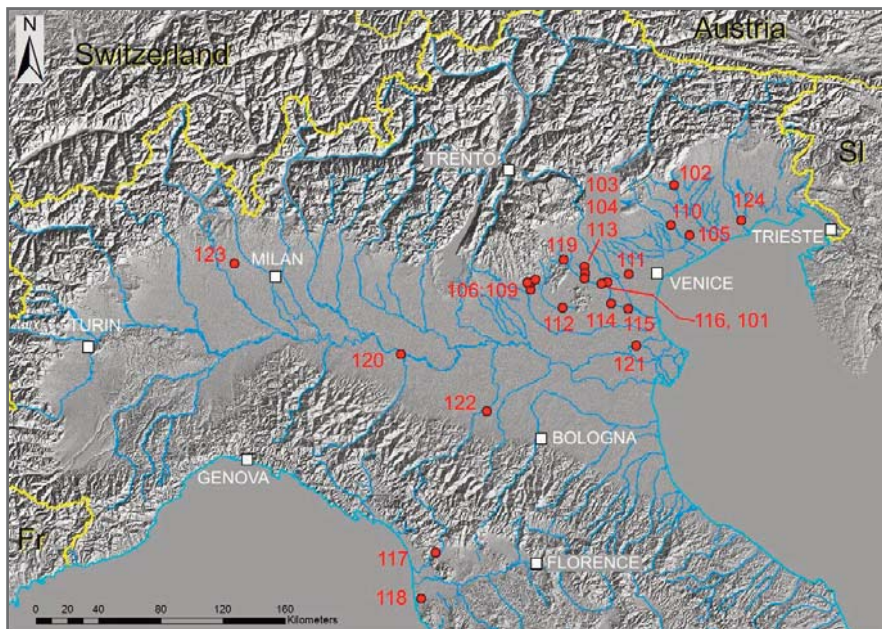 N
Switzerland
Austria
Sl
Fr
TRENTO
103
102
104
110
124
113
105
TRIESTE
119
123
MILAN
111
VENICE
106÷109
112
114
115
116, 101
TURIN
120
121
122
BOLOGNA
GENOVA
117
FLORENCE
118
0 20 40 80 120 160
Kilometers